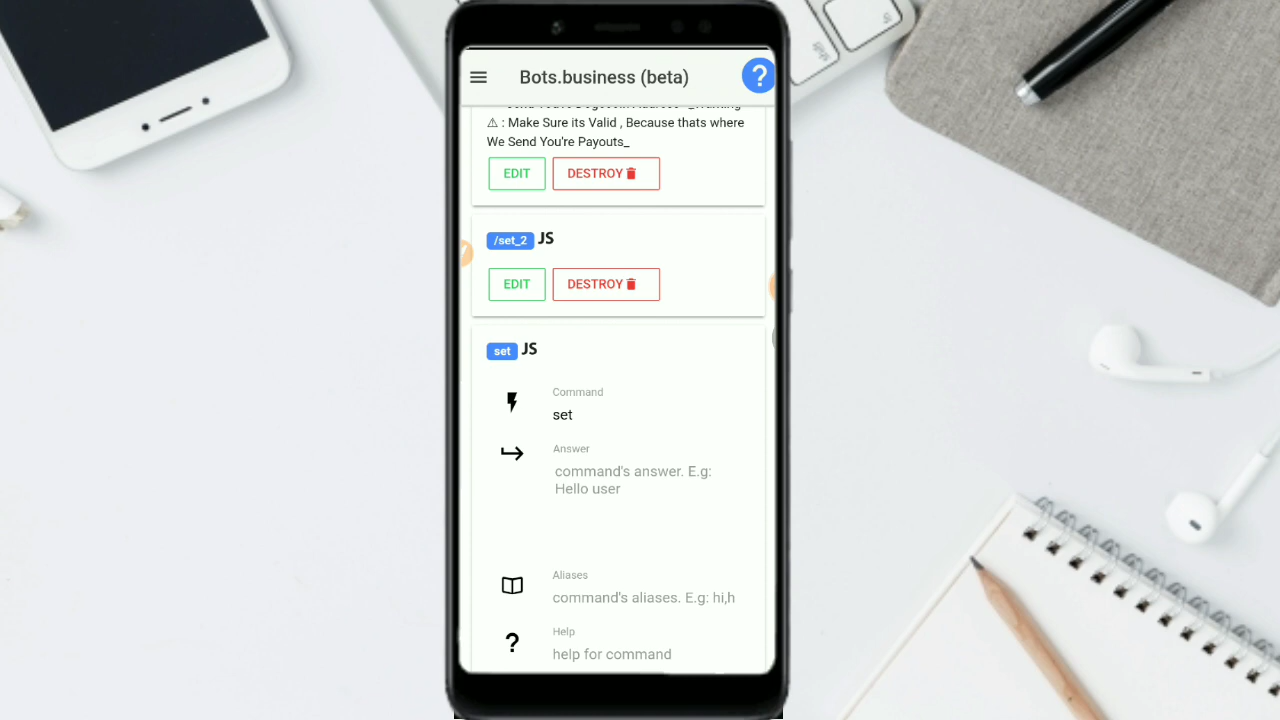 shift
Bots.business (beta)
?
⚠ : Make Sure its Valid , Because thats where
We Send You're Payouts_
EDIT DESTROY
/set_2 JS
EDIT DESTROY
set JS
Command
set
Answer
command's answer. E.g:
Hello user
Aliases
command's aliases. E.g: hi,h
?
Help
help for command